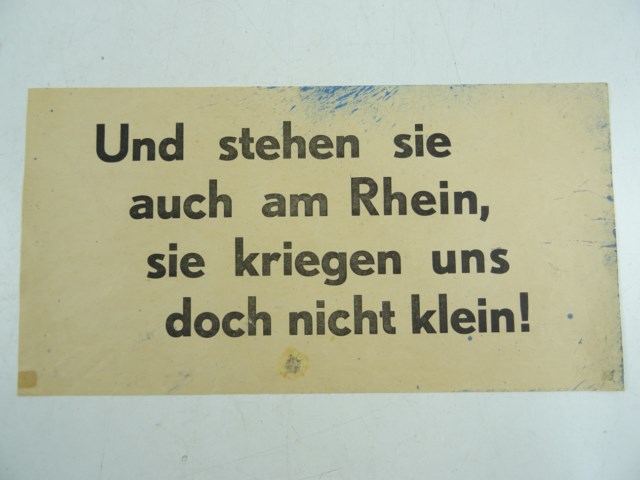 Und stehen sie
auch am Rhein,
sie kriegen uns
doch nicht klein!